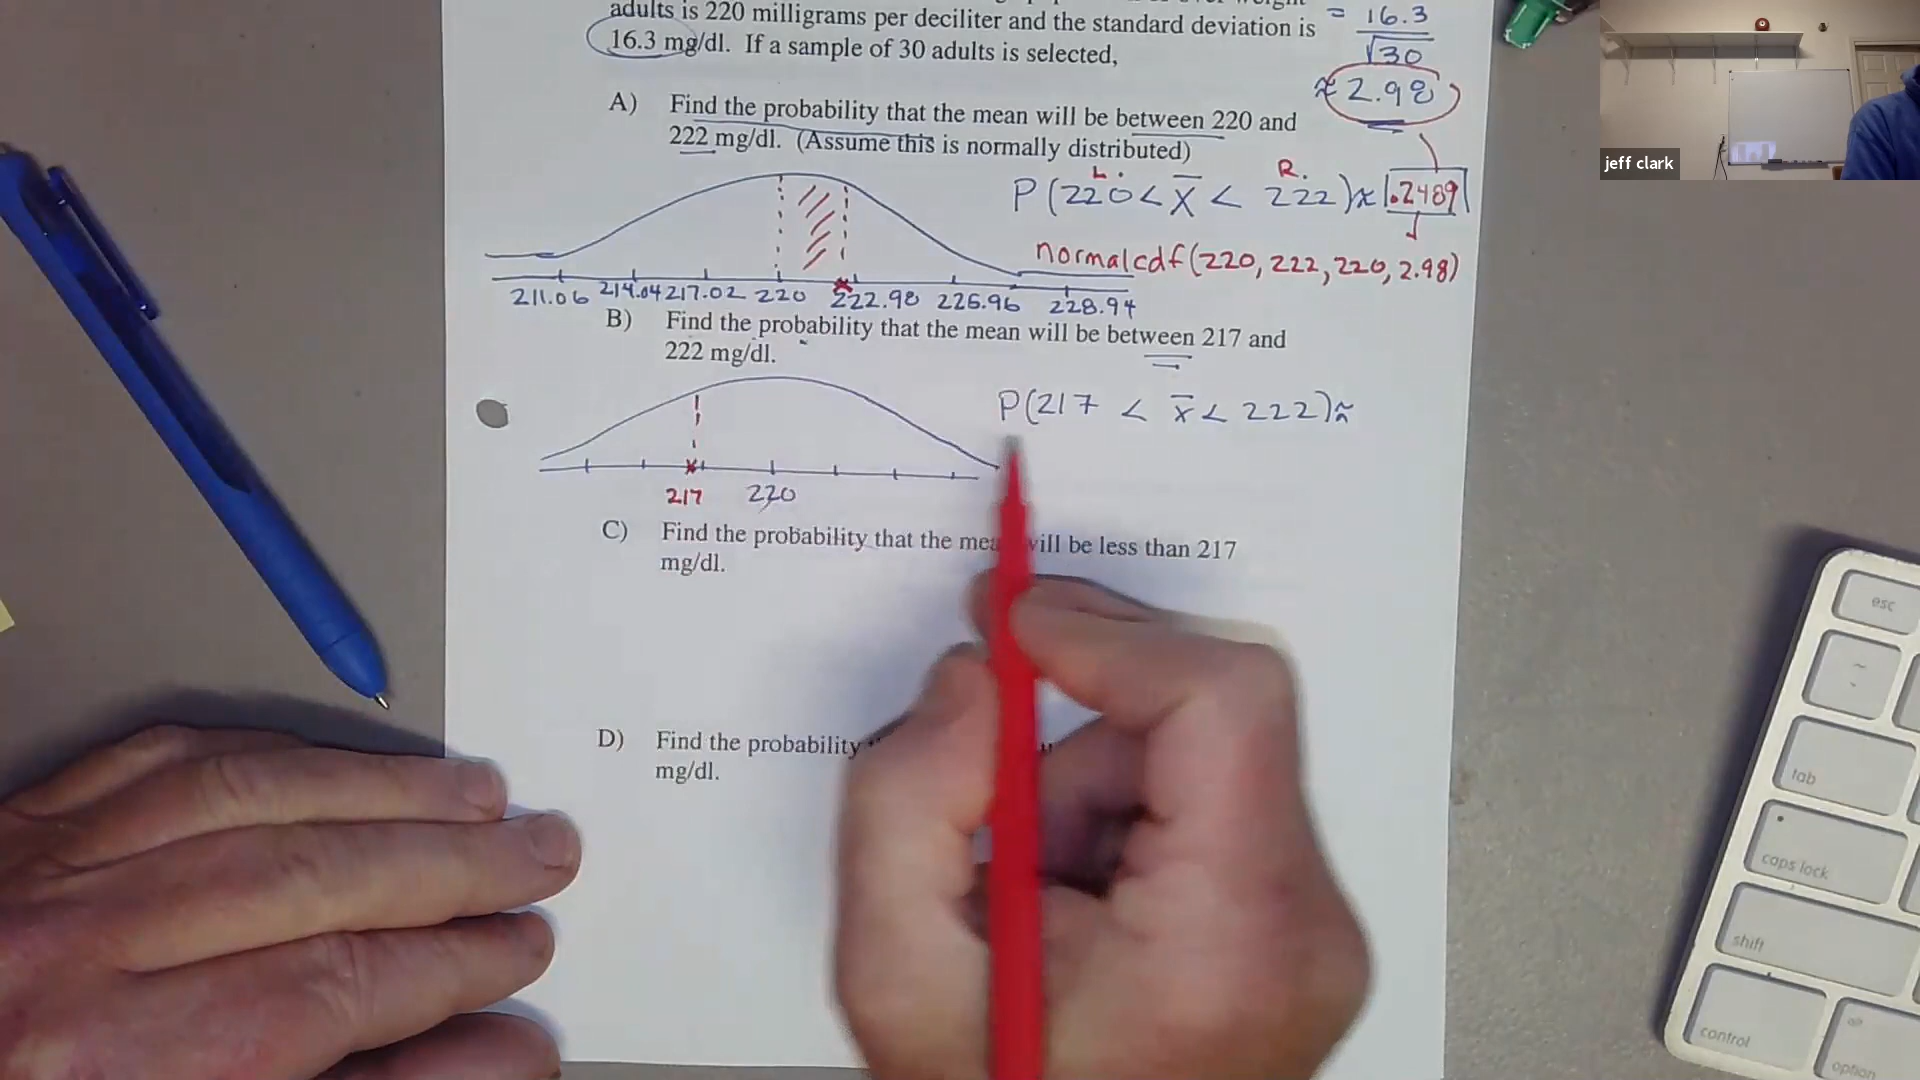 adults is 220 milligrams per deciliter and the standard deviation is
16.3 mg/dl. If a sample of 30 adults is selected,
= 16.3
√30
≈ 2.98
A) Find the probability that the mean will be between 220 and
222 mg/dl. (Assume this is normally distributed)
L. R.
P(220 < x̄ < 222) ≈ .2489
normalcdf(220, 222, 220, 2.98)
211.06 214.04 217.02 220 222.98 225.96 228.94
B) Find the probability that the mean will be between 217 and
222 mg/dl.
P(217 < x̄ < 222) ≈
217 220
C) Find the probability that the mean will be less than 217
mg/dl.
D) Find the probability
mg/dl.
jeff clark
esc
~
tab
caps lock
shift
control
alt
option